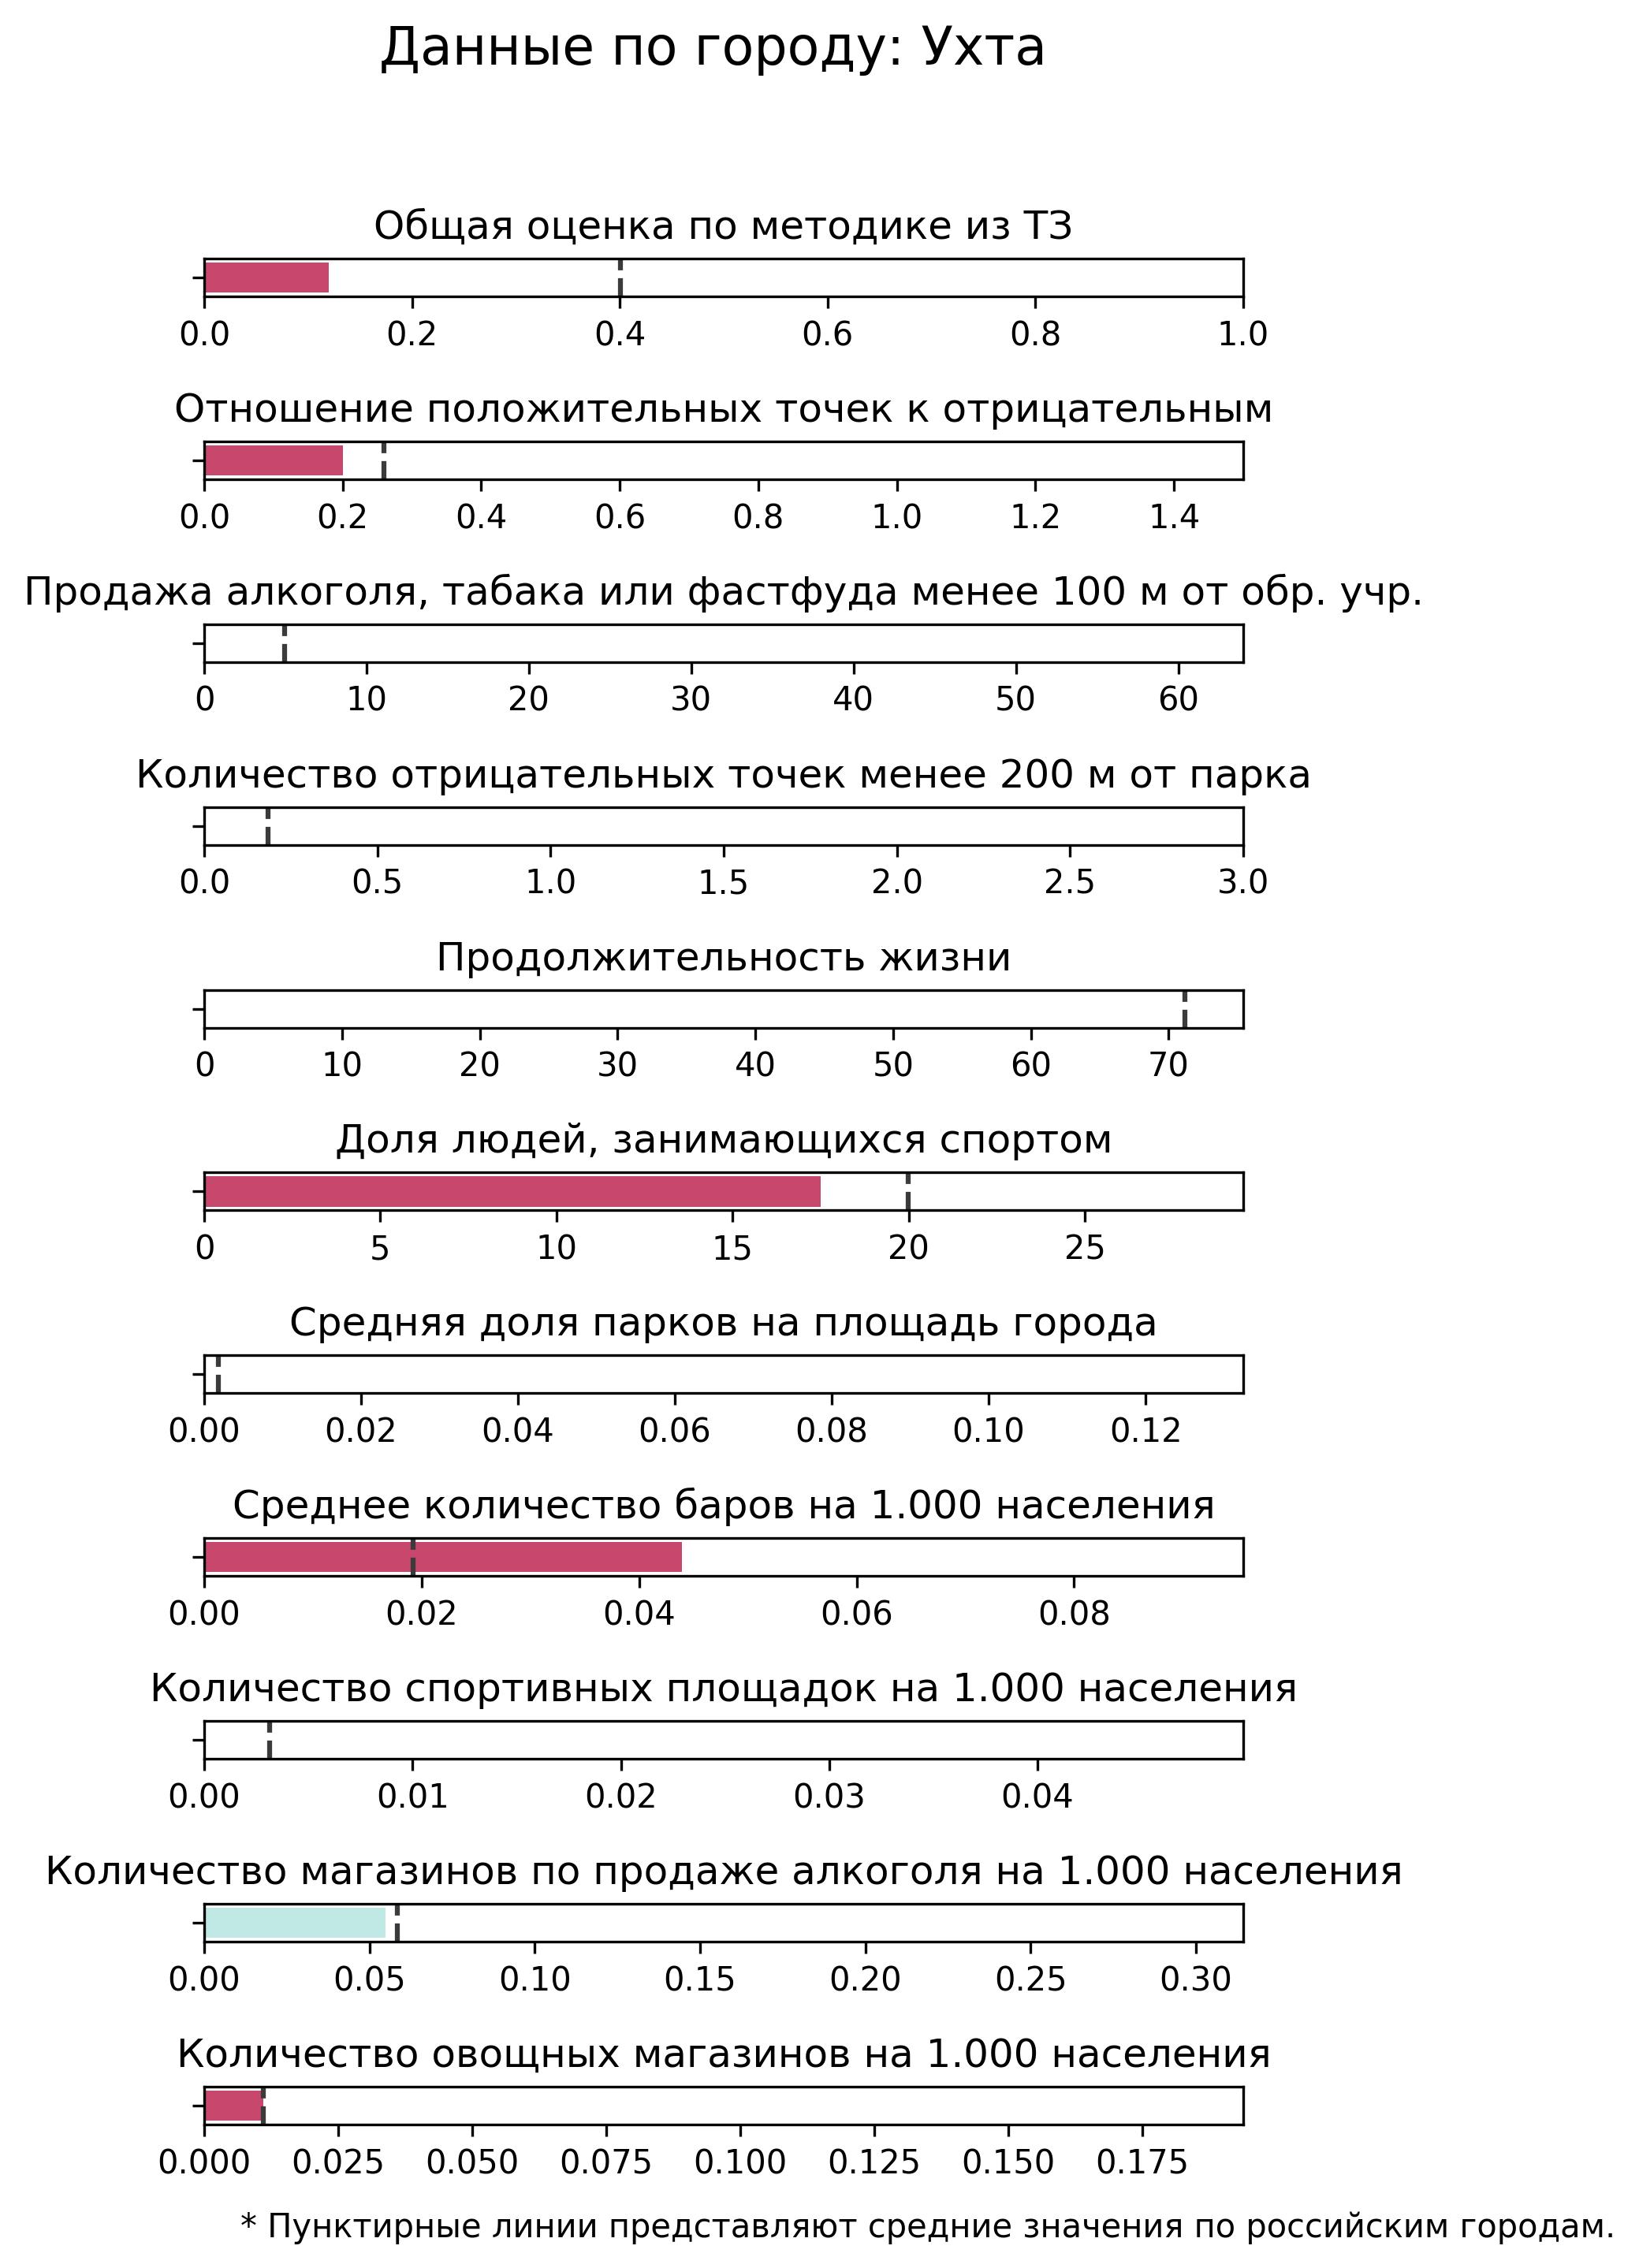 Данные по городу: Ухта
Общая оценка по методике из ТЗ
0.0 0.2 0.4 0.6 0.8 1.0
Отношение положительных точек к отрицательным
0.0 0.2 0.4 0.6 0.8 1.0 1.2 1.4
Продажа алкоголя, табака или фастфуда менее 100 м от обр. учр.
0 10 20 30 40 50 60
Количество отрицательных точек менее 200 м от парка
0.0 0.5 1.0 1.5 2.0 2.5 3.0
Продолжительность жизни
0 10 20 30 40 50 60 70
Доля людей, занимающихся спортом
0 5 10 15 20 25
Средняя доля парков на площадь города
0.00 0.02 0.04 0.06 0.08 0.10 0.12
Среднее количество баров на 1.000 населения
0.00 0.02 0.04 0.06 0.08
Количество спортивных площадок на 1.000 населения
0.00 0.01 0.02 0.03 0.04
Количество магазинов по продаже алкоголя на 1.000 населения
0.00 0.05 0.10 0.15 0.20 0.25 0.30
Количество овощных магазинов на 1.000 населения
0.000 0.025 0.050 0.075 0.100 0.125 0.150 0.175
* Пунктирные линии представляют средние значения по российским городам.